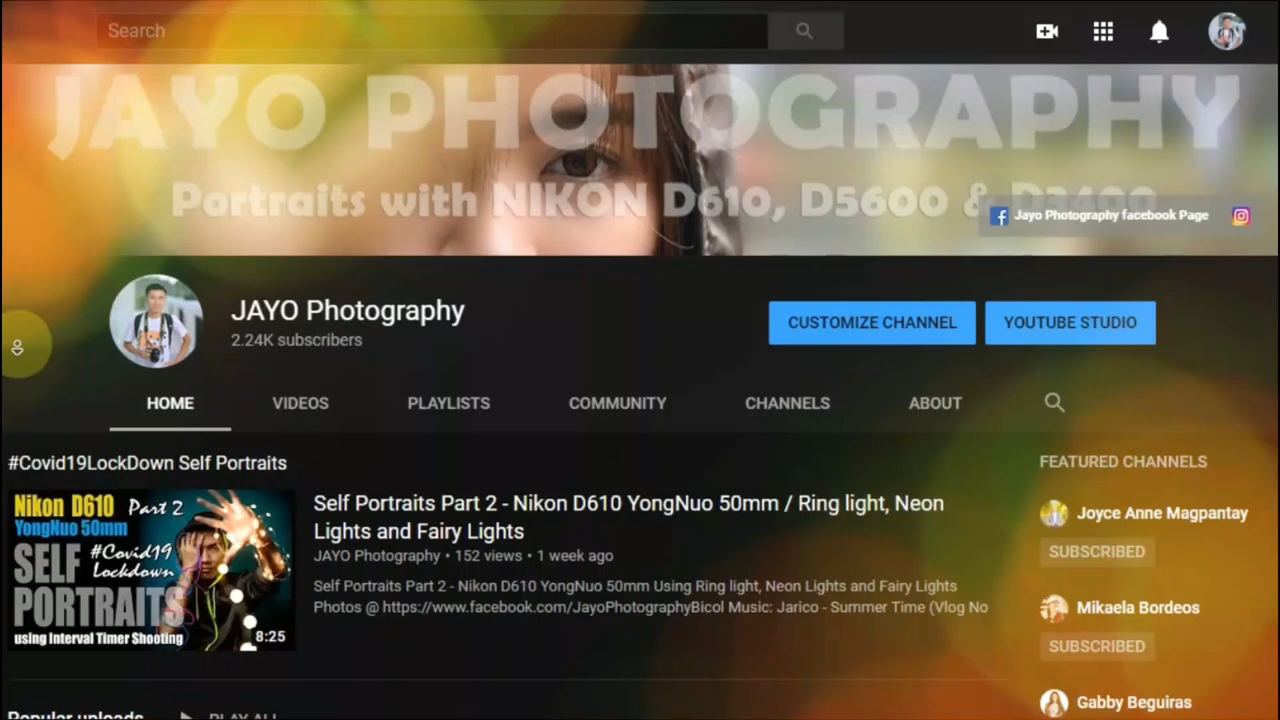 Search
JAYO PHOTOGRAPHY
Portraits with NIKON D610, D5600 & D3400
Jayo Photography facebook Page
JAYO Photography
2.24K subscribers
CUSTOMIZE CHANNEL
YOUTUBE STUDIO
HOME VIDEOS PLAYLISTS COMMUNITY CHANNELS ABOUT
#Covid19LockDown Self Portraits
Nikon D610 Part 2
YongNuo 50mm
#Covid19
SELF Lockdown
PORTRAITS
using Interval Timer Shooting
8:25
Self Portraits Part 2 - Nikon D610 YongNuo 50mm / Ring light, Neon
Lights and Fairy Lights
JAYO Photography • 152 views • 1 week ago
Self Portraits Part 2 - Nikon D610 YongNuo 50mm Using Ring light, Neon Lights and Fairy Lights
Photos @ https://www.facebook.com/JayoPhotographyBicol Music: Jarico - Summer Time (Vlog No
FEATURED CHANNELS
Joyce Anne Magpantay
SUBSCRIBED
Mikaela Bordeos
SUBSCRIBED
Gabby Beguiras
Popular uploads PLAY ALL